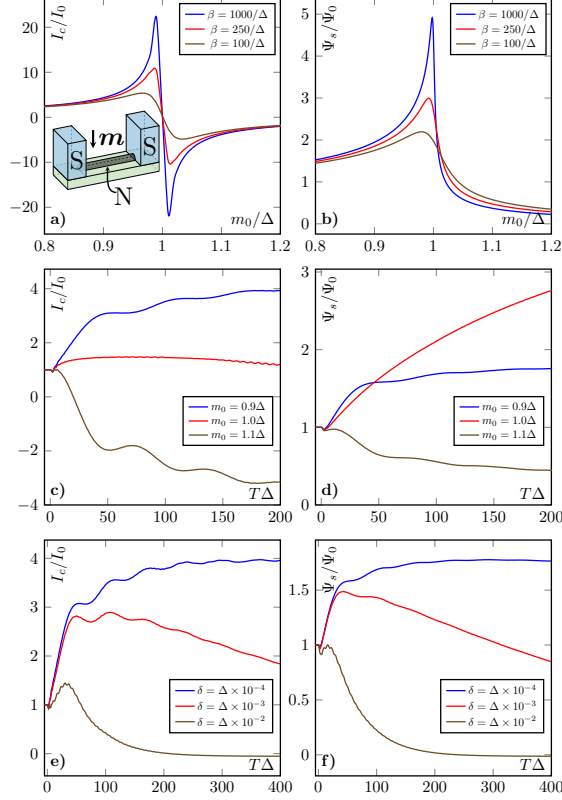 I_c/I_0
20
10
0
−10
−20
β = 1000/Δ
β = 250/Δ
β = 100/Δ
m
S
S
N
a)
m_0/Δ
0.8
0.9
1
1.1
1.2
Ψ_s/Ψ_0
5
4
3
2
1
0
β = 1000/Δ
β = 250/Δ
β = 100/Δ
b)
m_0/Δ
0.8
0.9
1
1.1
1.2
I_c/I_0
4
2
0
−2
−4
m_0 = 0.9Δ
m_0 = 1.0Δ
m_0 = 1.1Δ
c)
TΔ
0
50
100
150
200
Ψ_s/Ψ_0
3
2
1
0
m_0 = 0.9Δ
m_0 = 1.0Δ
m_0 = 1.1Δ
d)
TΔ
0
50
100
150
200
I_c/I_0
4
3
2
1
0
δ = Δ × 10^{−4}
δ = Δ × 10^{−3}
δ = Δ × 10^{−2}
e)
TΔ
0
100
200
300
400
Ψ_s/Ψ_0
1.5
1
0.5
0
δ = Δ × 10^{−4}
δ = Δ × 10^{−3}
δ = Δ × 10^{−2}
f)
TΔ
0
100
200
300
400